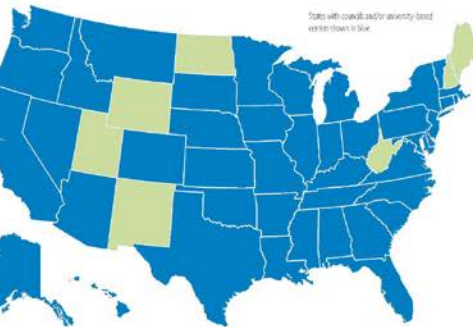 States with councils and/or university-based
centers shown in blue